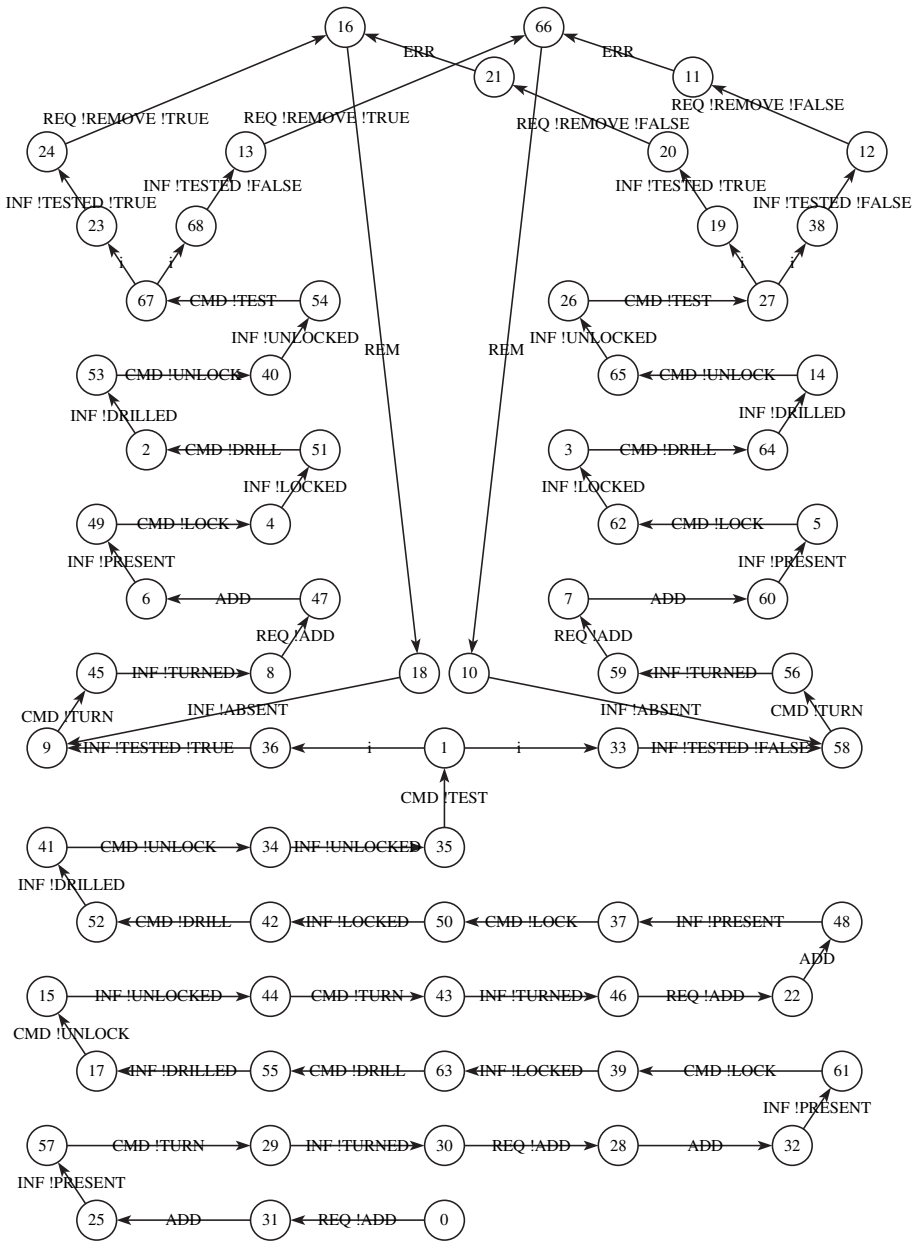 16 66
ERR ERR
21 11
REQ !REMOVE !TRUE REQ !REMOVE !TRUE REQ !REMOVE !FALSE REQ !REMOVE !FALSE
24 13 20 12
INF !TESTED !TRUE INF !TESTED !FALSE INF !TESTED !TRUE INF !TESTED !FALSE
23 68 19 38
i i i i
67 CMD !TEST 54 26 CMD !TEST 27
INF !UNLOCKED INF !UNLOCKED
REM REM
53 CMD !UNLOCK 40 65 CMD !UNLOCK 14
INF !DRILLED INF !DRILLED
2 CMD !DRILL 51 3 CMD !DRILL 64
INF !LOCKED INF !LOCKED
49 CMD !LOCK 4 62 CMD !LOCK 5
INF !PRESENT INF !PRESENT
6 ADD 47 7 ADD 60
REQ !ADD REQ !ADD
45 INF !TURNED 8 18 10 59 INF !TURNED 56
CMD !TURN INF !ABSENT INF !ABSENT CMD !TURN
9 INF !TESTED !TRUE 36 i 1 i 33 INF !TESTED !FALSE 58
CMD !TEST
41 CMD !UNLOCK 34 INF !UNLOCKED 35
INF !DRILLED
52 CMD !DRILL 42 INF !LOCKED 50 CMD !LOCK 37 INF !PRESENT 48
ADD
15 INF !UNLOCKED 44 CMD !TURN 43 INF !TURNED 46 REQ !ADD 22
CMD !UNLOCK
17 INF !DRILLED 55 CMD !DRILL 63 INF !LOCKED 39 CMD !LOCK 61
INF !PRESENT
57 CMD !TURN 29 INF !TURNED 30 REQ !ADD 28 ADD 32
INF !PRESENT
25 ADD 31 REQ !ADD 0